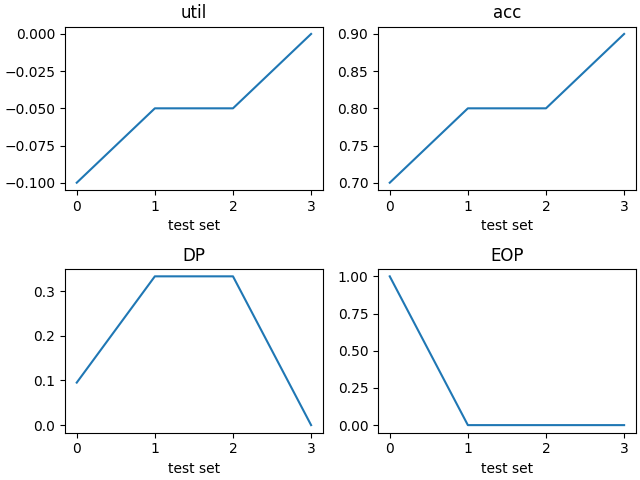 util
0.000
−0.025
−0.050
−0.075
−0.100
0 1 2 3
test set
acc
0.90
0.85
0.80
0.75
0.70
0 1 2 3
test set
DP
0.3
0.2
0.1
0.0
0 1 2 3
test set
EOP
1.00
0.75
0.50
0.25
0.00
0 1 2 3
test set